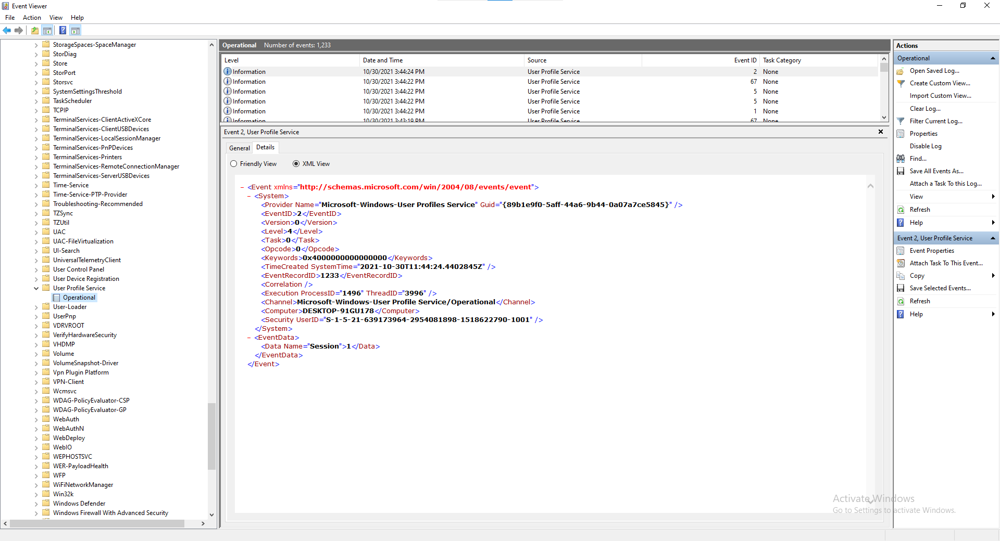 Event Viewer
File Action View Help
StorageSpaces-SpaceManager
StorDiag
Store
StorPort
Storsvc
SystemSettingsThreshold
TaskScheduler
TCPIP
TerminalServices-ClientActiveXCore
TerminalServices-ClientUSBDevices
TerminalServices-LocalSessionManager
TerminalServices-PnPDevices
TerminalServices-Printers
TerminalServices-RemoteConnectionManager
TerminalServices-ServerUSBDevices
Time-Service
Time-Service-PTP-Provider
Troubleshooting-Recommended
TZSync
TZUtil
UAC
UAC-FileVirtualization
UI-Search
UniversalTelemetryClient
User Control Panel
User Device Registration
User Profile Service
Operational
User-Loader
UserPnp
VDRVROOT
VerifyHardwareSecurity
VHDMP
Volume
VolumeSnapshot-Driver
Vpn Plugin Platform
VPN-Client
Wcmsvc
WDAG-PolicyEvaluator-CSP
WDAG-PolicyEvaluator-GP
WebAuth
WebAuthN
WebDeploy
WebIO
WEPHOSTSVC
WER-PayloadHealth
WFP
WiFiNetworkManager
Win32k
Windows Defender
Windows Firewall With Advanced Security
Operational Number of events: 1,233
Level Date and Time Source Event ID Task Category
Information 10/30/2021 3:44:24 PM User Profile Service 2 None
Information 10/30/2021 3:44:22 PM User Profile Service 67 None
Information 10/30/2021 3:44:22 PM User Profile Service 5 None
Information 10/30/2021 3:44:22 PM User Profile Service 5 None
Information 10/30/2021 3:44:22 PM User Profile Service 1 None
Information 10/30/2021 3:43:19 PM User Profile Service 67 None
Event 2, User Profile Service
General Details
Friendly View XML View
- <Event xmlns="http://schemas.microsoft.com/win/2004/08/events/event">
- <System>
<Provider Name="Microsoft-Windows-User Profiles Service" Guid="{89b1e9f0-5aff-44a6-9b44-0a07a7ce5845}" />
<EventID>2</EventID>
<Version>0</Version>
<Level>4</Level>
<Task>0</Task>
<Opcode>0</Opcode>
<Keywords>0x4000000000000000</Keywords>
<TimeCreated SystemTime="2021-10-30T11:44:24.4402845Z" />
<EventRecordID>1233</EventRecordID>
<Correlation />
<Execution ProcessID="1496" ThreadID="3996" />
<Channel>Microsoft-Windows-User Profile Service/Operational</Channel>
<Computer>DESKTOP-91GU178</Computer>
<Security UserID="S-1-5-21-639173964-2954081898-1518622790-1001" />
</System>
- <EventData>
<Data Name="Session">1</Data>
</EventData>
</Event>
Actions
Operational
Open Saved Log...
Create Custom View...
Import Custom View...
Clear Log...
Filter Current Log...
Properties
Disable Log
Find...
Save All Events As...
Attach a Task To this Log...
View
Refresh
Help
Event 2, User Profile Service
Event Properties
Attach Task To This Event...
Copy
Save Selected Events...
Refresh
Help
Activate Windows
Go to Settings to activate Windows.